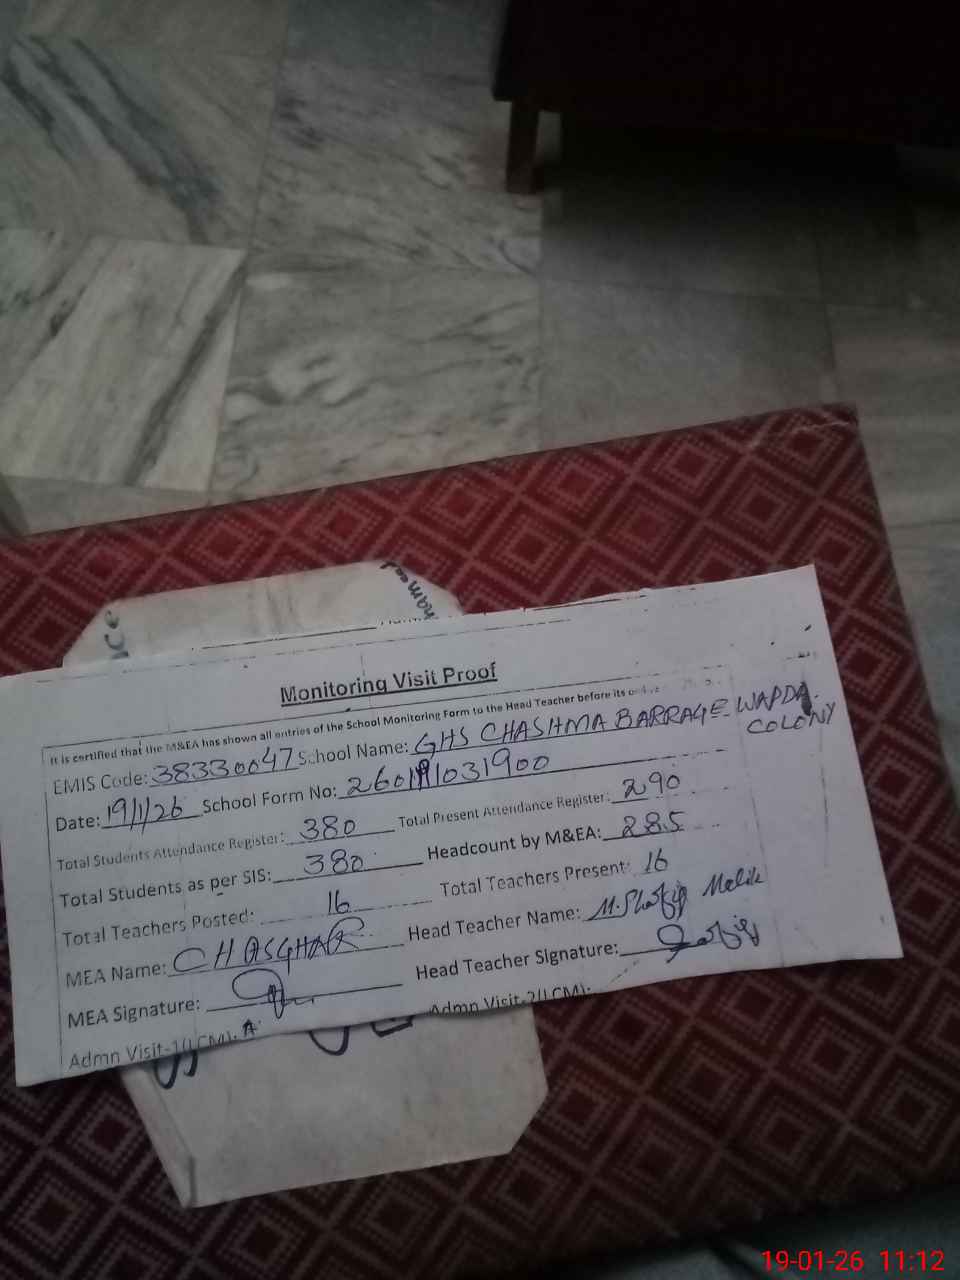 Monitoring Visit Proof
It is certified that the M&EA has shown all entries of the School Monitoring Form to the Head Teacher before its
EMIS Code: 38330047 School Name: GHS CHASHMA BARRAGE WAPDA COLONY
Date: 19/1/26 School Form No:
Total Students Attendance Register: 380 Total Present Attendance Register: 290
Total Students as per SIS: 380 Headcount by M&EA: 285
Total Teachers Posted: 16 Total Teachers Present: 16
MEA Name: CH ASGHAR Head Teacher Name: M. Shafiq Malik
MEA Signature: Head Teacher Signature:
Admn Visit-1(LCM): A Admn Visit-2(LCM):
19-01-26 11:12